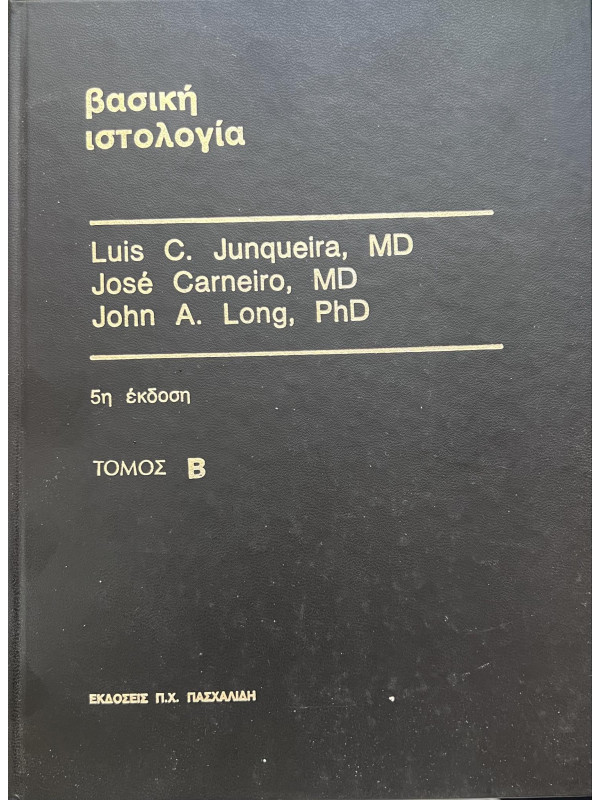 βασική
ιστολογία
Luis C. Junqueira, MD
José Carneiro, MD
John A. Long, PhD
5η έκδοση
ΤΟΜΟΣ Β
ΕΚΔΟΣΕΙΣ Π.Χ. ΠΑΣΧΑΛΙΔΗ